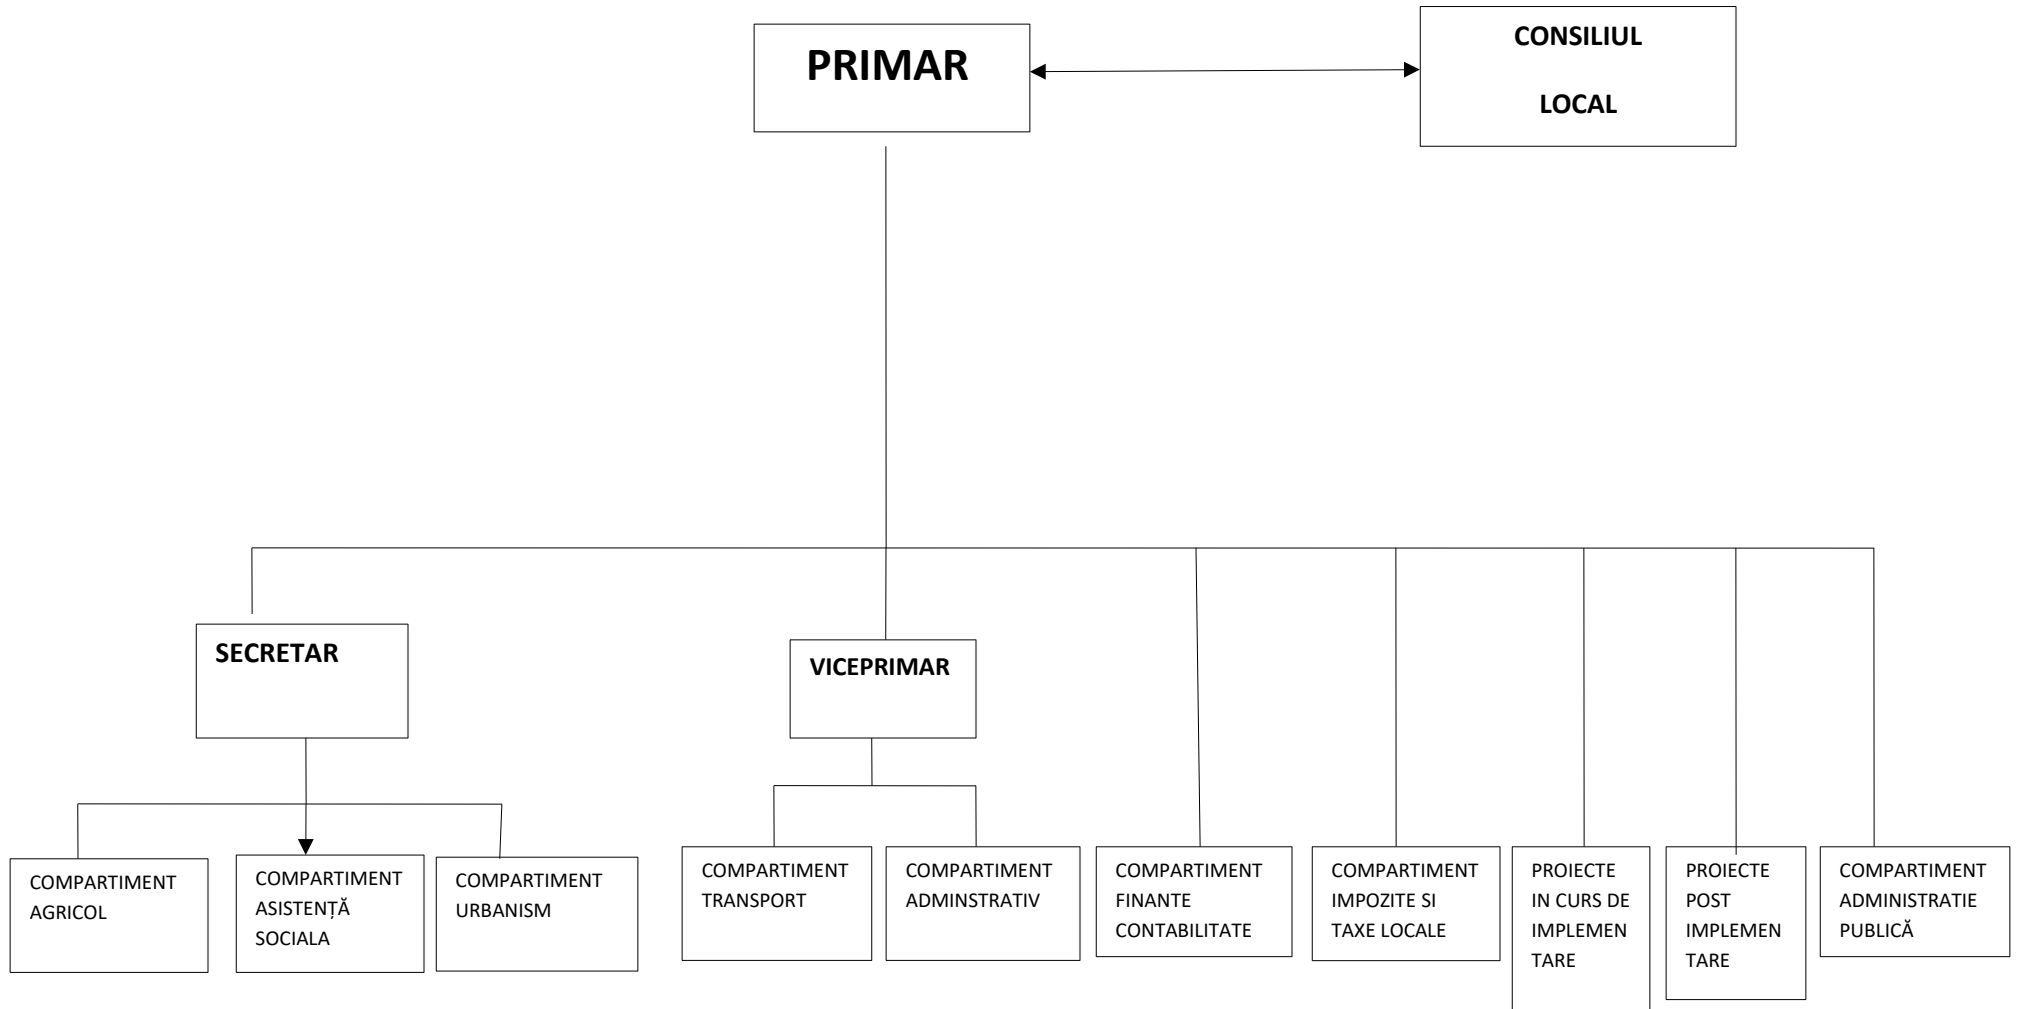 PRIMAR
CONSILIUL
LOCAL
SECRETAR
VICEPRIMAR
COMPARTIMENT
AGRICOL
COMPARTIMENT
ASISTENȚĂ
SOCIALA
COMPARTIMENT
URBANISM
COMPARTIMENT
TRANSPORT
COMPARTIMENT
ADMINSTRATIV
COMPARTIMENT
FINANTE
CONTABILITATE
COMPARTIMENT
IMPOZITE SI
TAXE LOCALE
PROIECTE
IN CURS DE
IMPLEMEN
TARE
PROIECTE
POST
IMPLEMEN
TARE
COMPARTIMENT
ADMINISTRATIE
PUBLICĂ